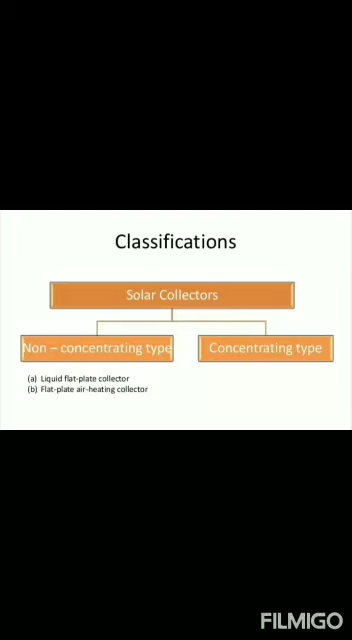 Classifications
Solar Collectors
Non – concentrating type
Concentrating type
(a) Liquid flat-plate collector
(b) Flat-plate air-heating collector
FILMIGO